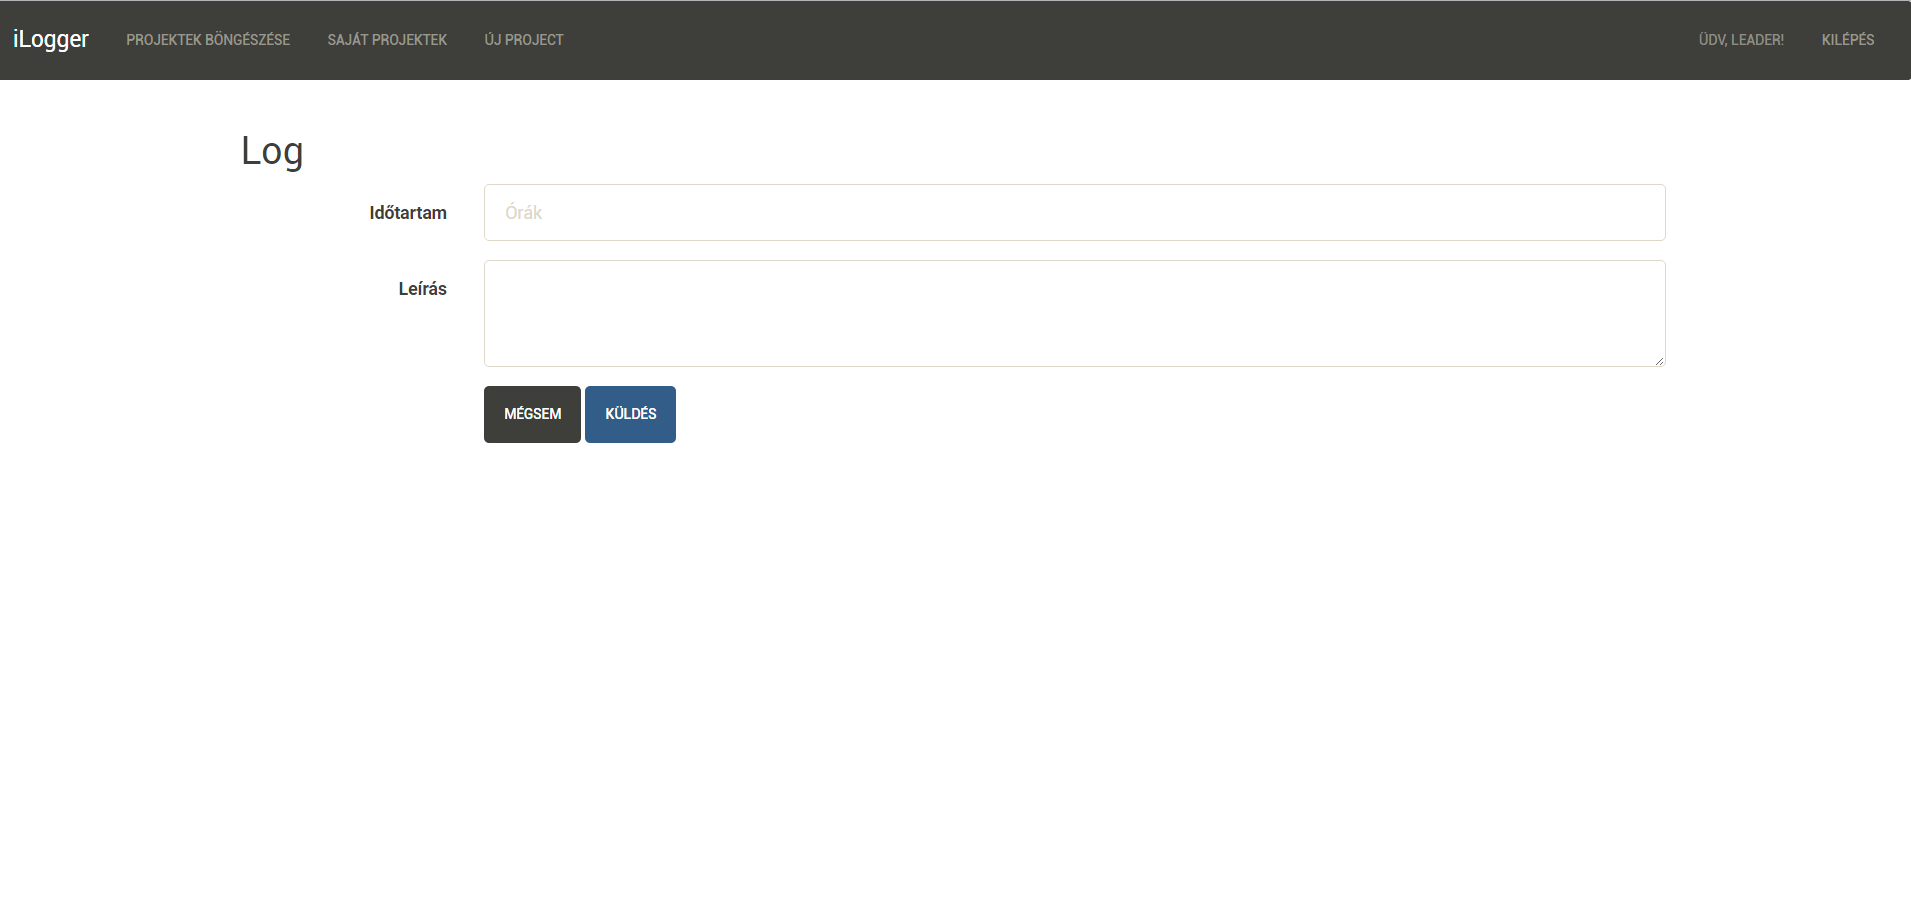 iLogger PROJEKTEK BÖNGÉSZÉSE SAJÁT PROJEKTEK ÚJ PROJECT ÜDV, LEADER! KILÉPÉS
Log
Időtartam Órák
Leírás
MÉGSEM KÜLDÉS